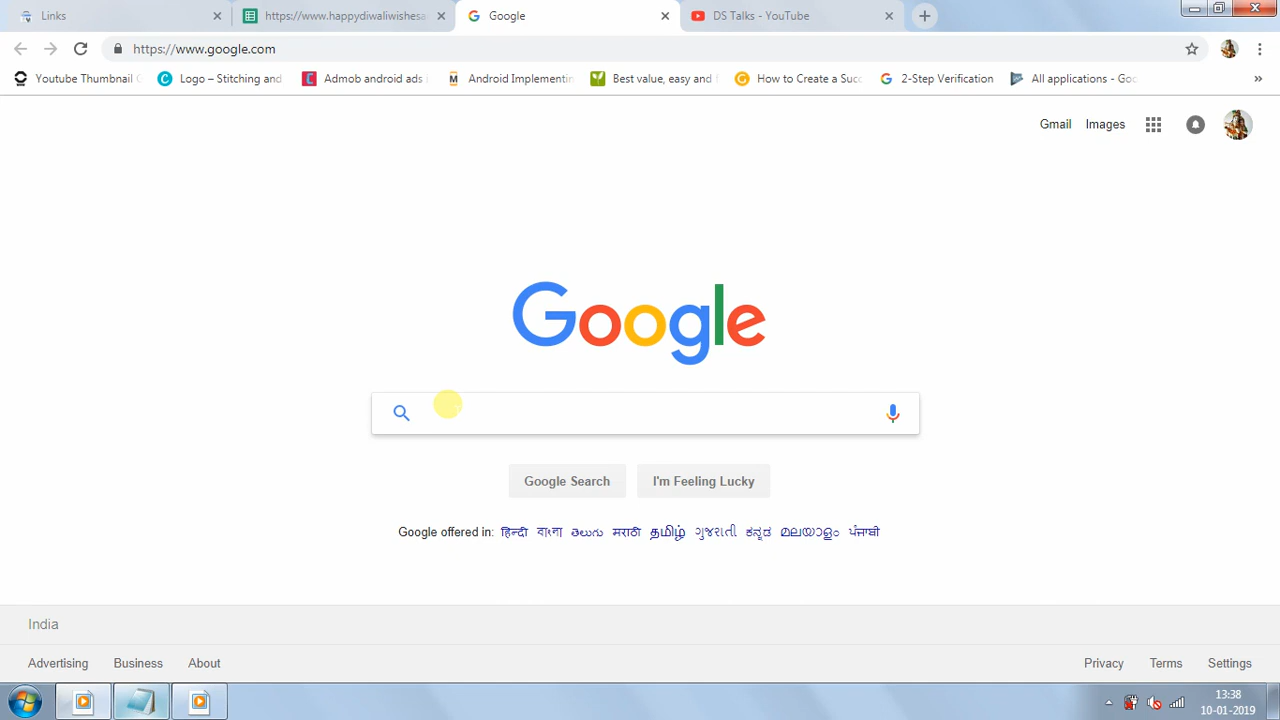 Links
https://www.happydiwaliwishesa
Google
DS Talks - YouTube
https://www.google.com
Youtube Thumbnail G
Logo – Stitching and
Admob android ads
Android Implementin
Best value, easy and
How to Create a Succ
2-Step Verification
All applications - Goo
Gmail Images
Google
Google Search I'm Feeling Lucky
Google offered in: हिन्दी বাংলা తెలుగు मराठी தமிழ் ગુજરાતી ಕನ್ನಡ മലയാളം ਪੰਜਾਬੀ
India
Advertising Business About
Privacy Terms Settings
13:38
10-01-2019